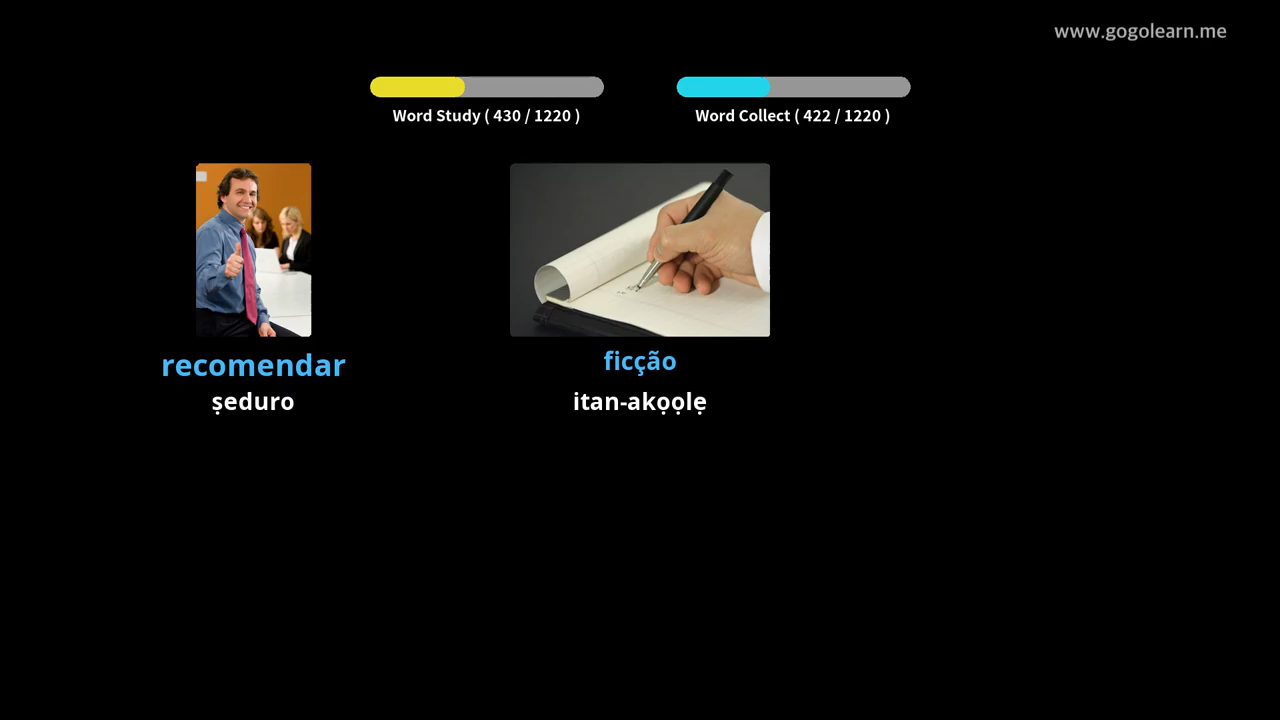 www.gogolearn.me
Word Study ( 430 / 1220 )
Word Collect ( 422 / 1220 )
recomendar
ṣeduro
ficção
itan-akọọlẹ